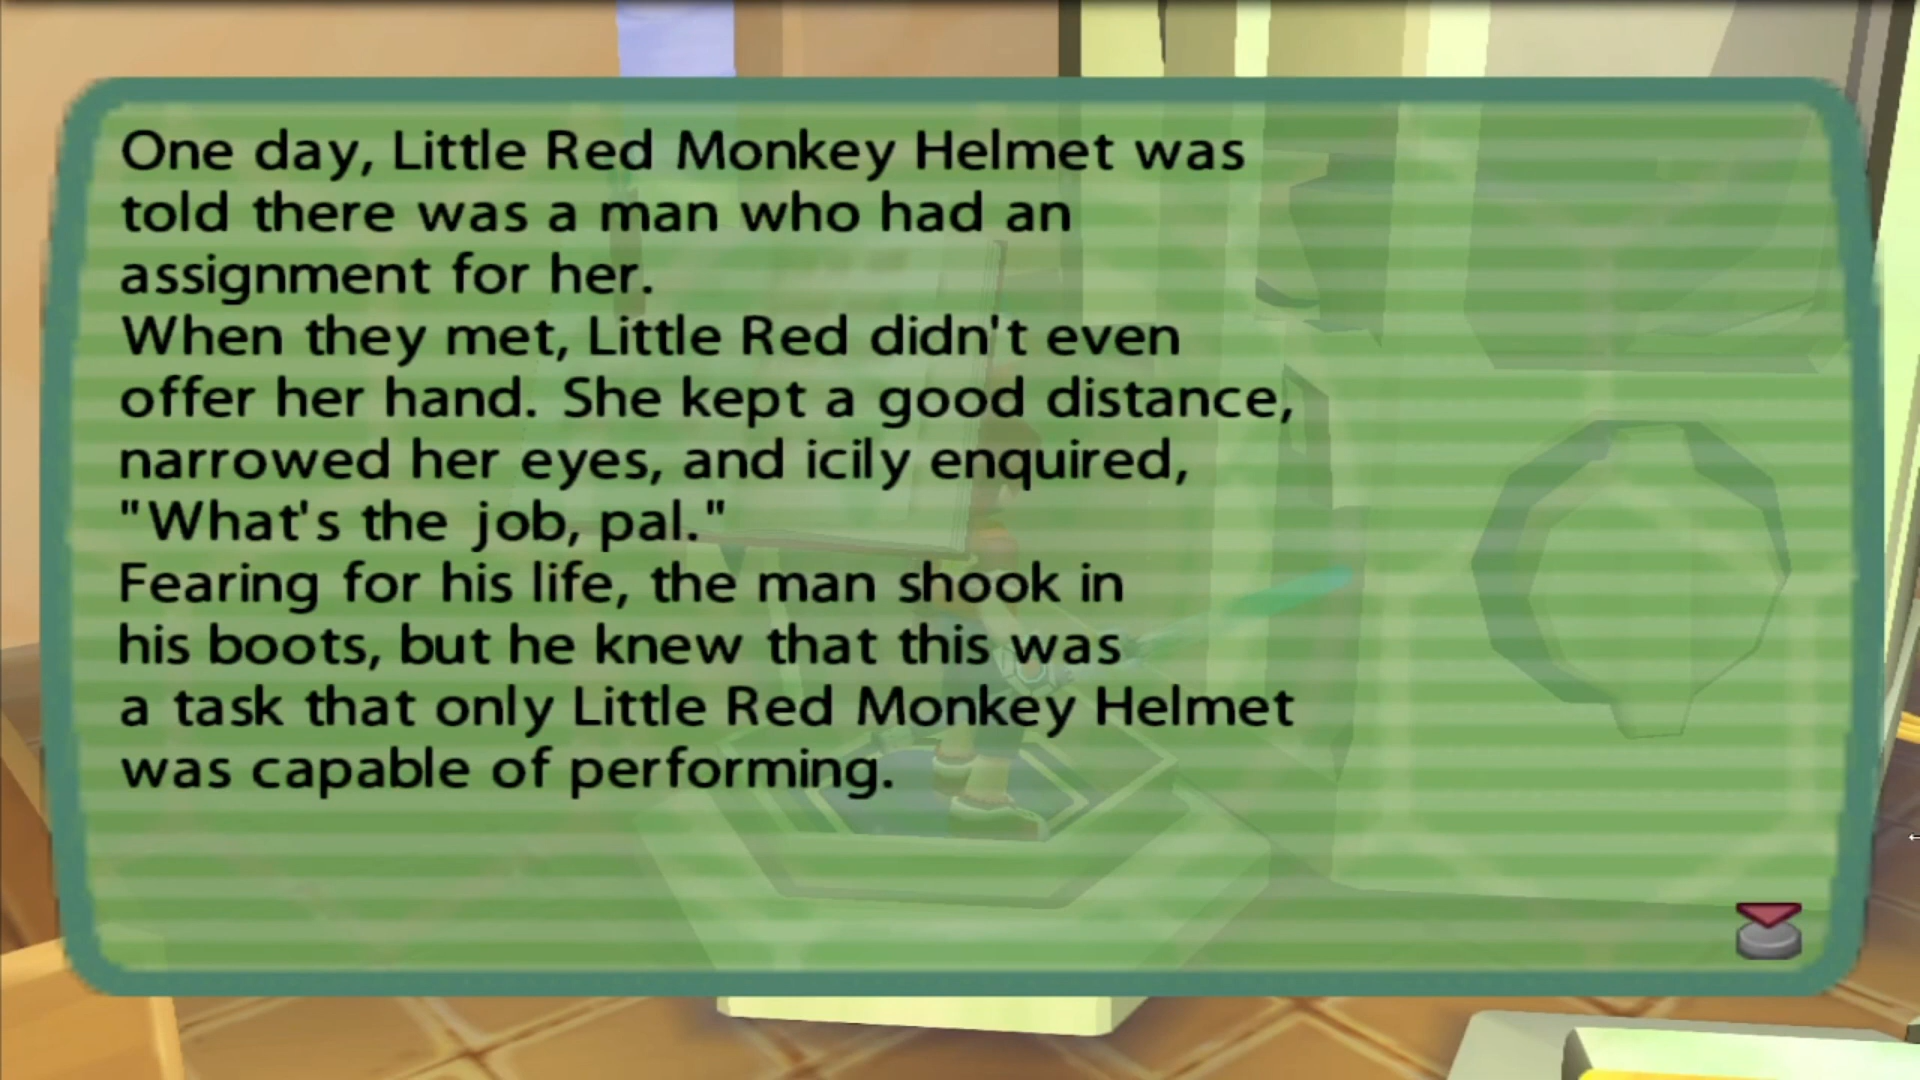 One day, Little Red Monkey Helmet was
told there was a man who had an
assignment for her.
When they met, Little Red didn't even
offer her hand. She kept a good distance,
narrowed her eyes, and icily enquired,
"What's the job, pal."
Fearing for his life, the man shook in
his boots, but he knew that this was
a task that only Little Red Monkey Helmet
was capable of performing.